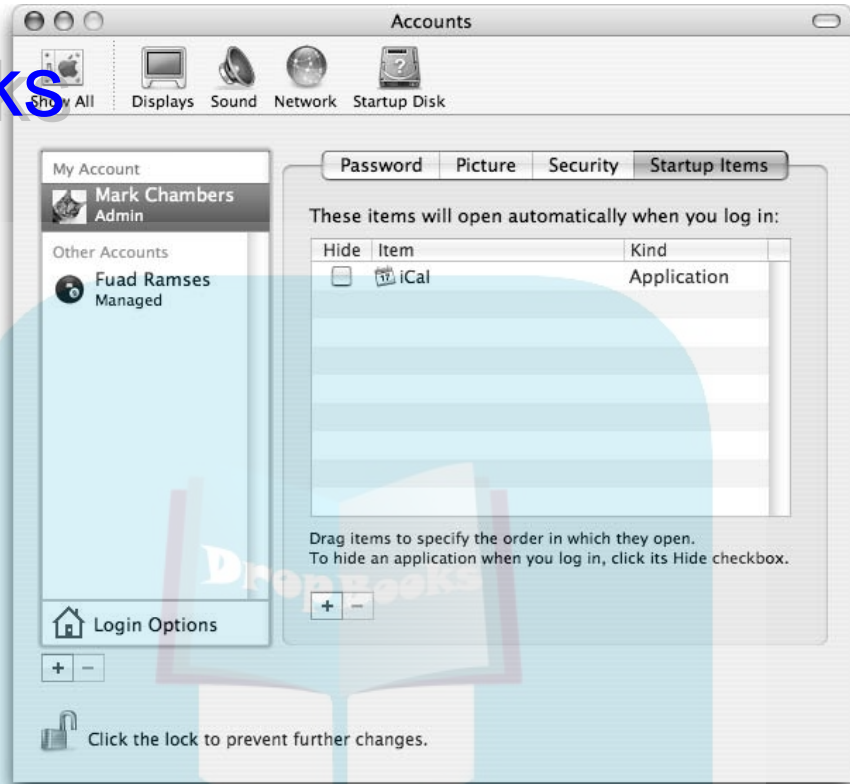 Accounts
ks
Show All Displays Sound Network Startup Disk
My Account
Mark Chambers
Admin
Other Accounts
Fuad Ramses
Managed
Login Options
Password Picture Security Startup Items
These items will open automatically when you log in:
Hide Item Kind
17 iCal Application
Drag items to specify the order in which they open.
To hide an application when you log in, click its Hide checkbox.
DropBooks
+ -
+ -
Click the lock to prevent further changes.